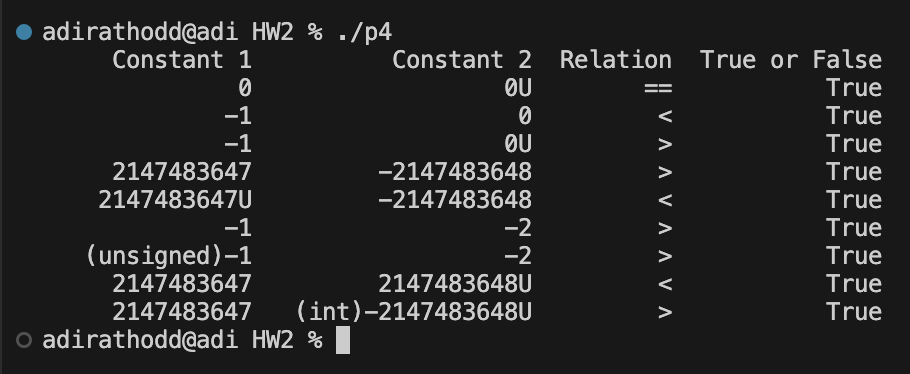 adirathodd@adi HW2 % ./p4
Constant 1 Constant 2 Relation True or False
0 0U == True
-1 0 < True
-1 0U > True
2147483647 -2147483648 > True
2147483647U -2147483648 < True
-1 -2 > True
(unsigned)-1 -2 > True
2147483647 2147483648U < True
2147483647 (int)-2147483648U > True
adirathodd@adi HW2 %